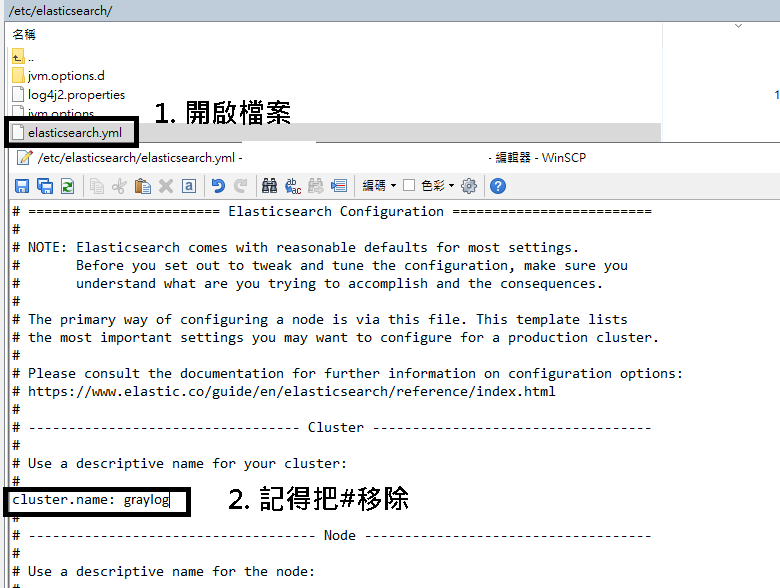 /etc/elasticsearch/
名稱
..
jvm.options.d
log4j2.properties
jvm.options
1. 開啟檔案
elasticsearch.yml
/etc/elasticsearch/elasticsearch.yml - - 編輯器 - WinSCP
編碼 色彩
# ======================== Elasticsearch Configuration =========================
#
# NOTE: Elasticsearch comes with reasonable defaults for most settings.
#       Before you set out to tweak and tune the configuration, make sure you
#       understand what are you trying to accomplish and the consequences.
#
# The primary way of configuring a node is via this file. This template lists
# the most important settings you may want to configure for a production cluster.
#
# Please consult the documentation for further information on configuration options:
# https://www.elastic.co/guide/en/elasticsearch/reference/index.html
#
# ---------------------------------- Cluster -----------------------------------
#
# Use a descriptive name for your cluster:
#
cluster.name: graylog
2. 記得把#移除
#
# ------------------------------------ Node ------------------------------------
#
# Use a descriptive name for the node:
#